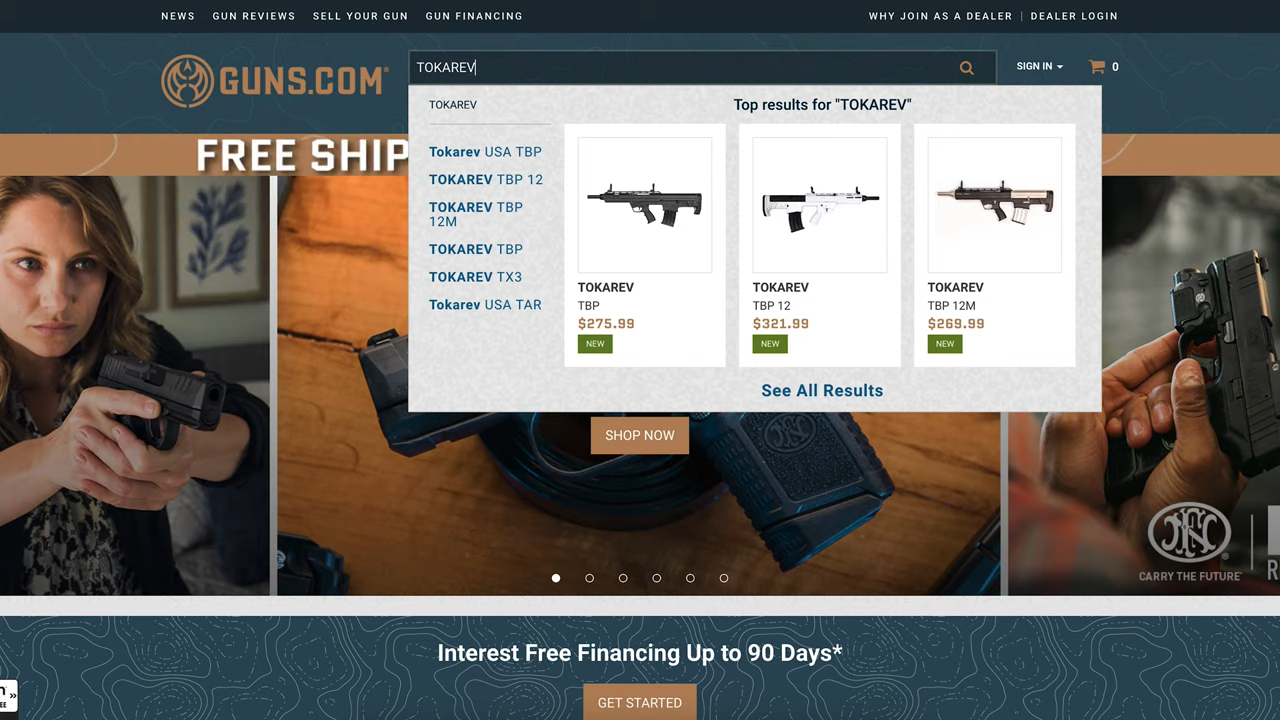 NEWS GUN REVIEWS SELL YOUR GUN GUN FINANCING
WHY JOIN AS A DEALER | DEALER LOGIN
GUNS.COM®
TOKAREV
SIGN IN
0
TOKAREV
Tokarev USA TBP
TOKAREV TBP 12
TOKAREV TBP
12M
TOKAREV TBP
TOKAREV TX3
Tokarev USA TAR
Top results for "TOKAREV"
TOKAREV
TBP
$275.99
NEW
TOKAREV
TBP 12
$321.99
NEW
TOKAREV
TBP 12M
$269.99
NEW
See All Results
FREE SHIP
SHOP NOW
FN
CARRY THE FUTURE
R
Interest Free Financing Up to 90 Days*
GET STARTED